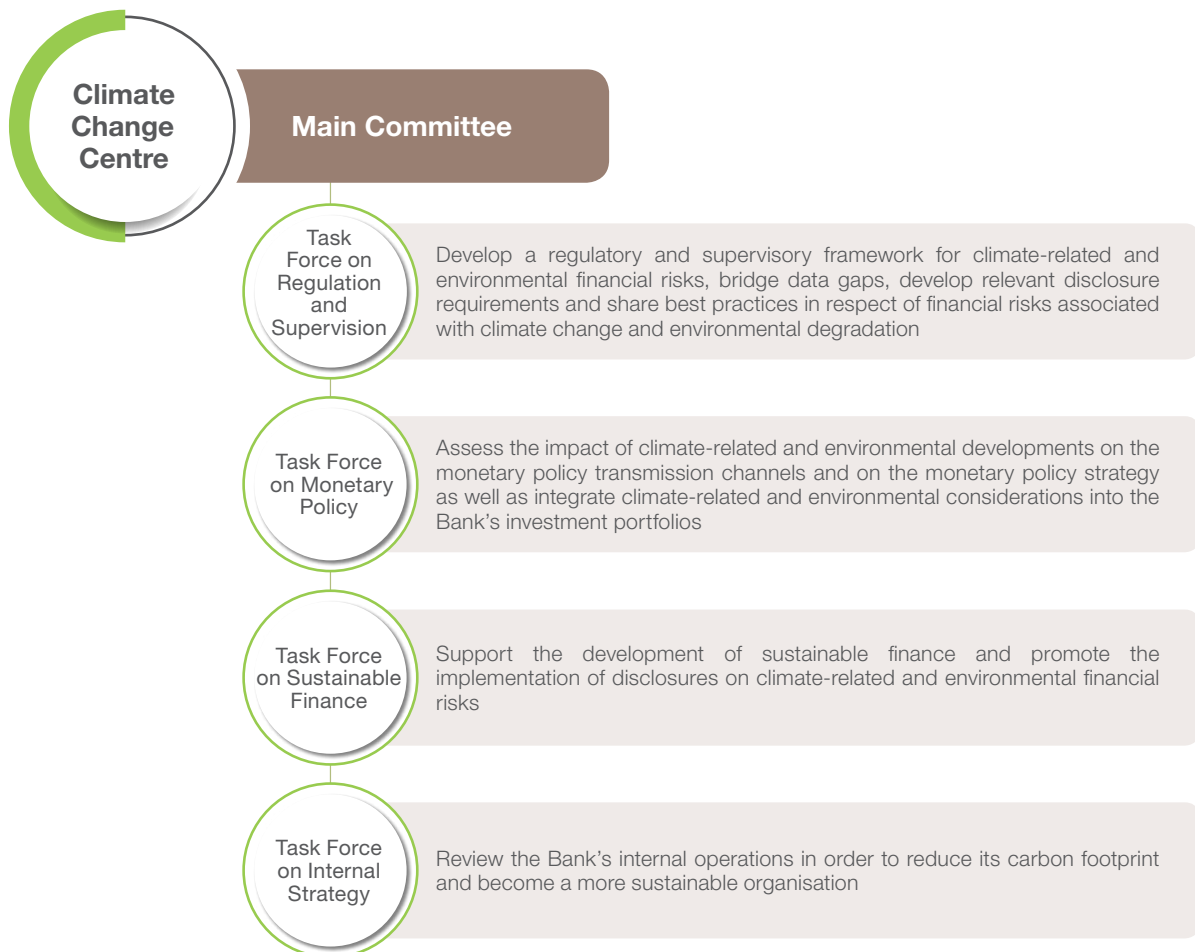 Climate
Change
Centre
Main Committee
Task
Force on
Regulation
and
Supervision
Develop a regulatory and supervisory framework for climate-related and
environmental financial risks, bridge data gaps, develop relevant disclosure
requirements and share best practices in respect of financial risks associated
with climate change and environmental degradation
Task Force
on Monetary
Policy
Assess the impact of climate-related and environmental developments on the
monetary policy transmission channels and on the monetary policy strategy
as well as integrate climate-related and environmental considerations into the
Bank’s investment portfolios
Task Force
on Sustainable
Finance
Support the development of sustainable finance and promote the
implementation of disclosures on climate-related and environmental financial
risks
Task Force
on Internal
Strategy
Review the Bank’s internal operations in order to reduce its carbon footprint
and become a more sustainable organisation